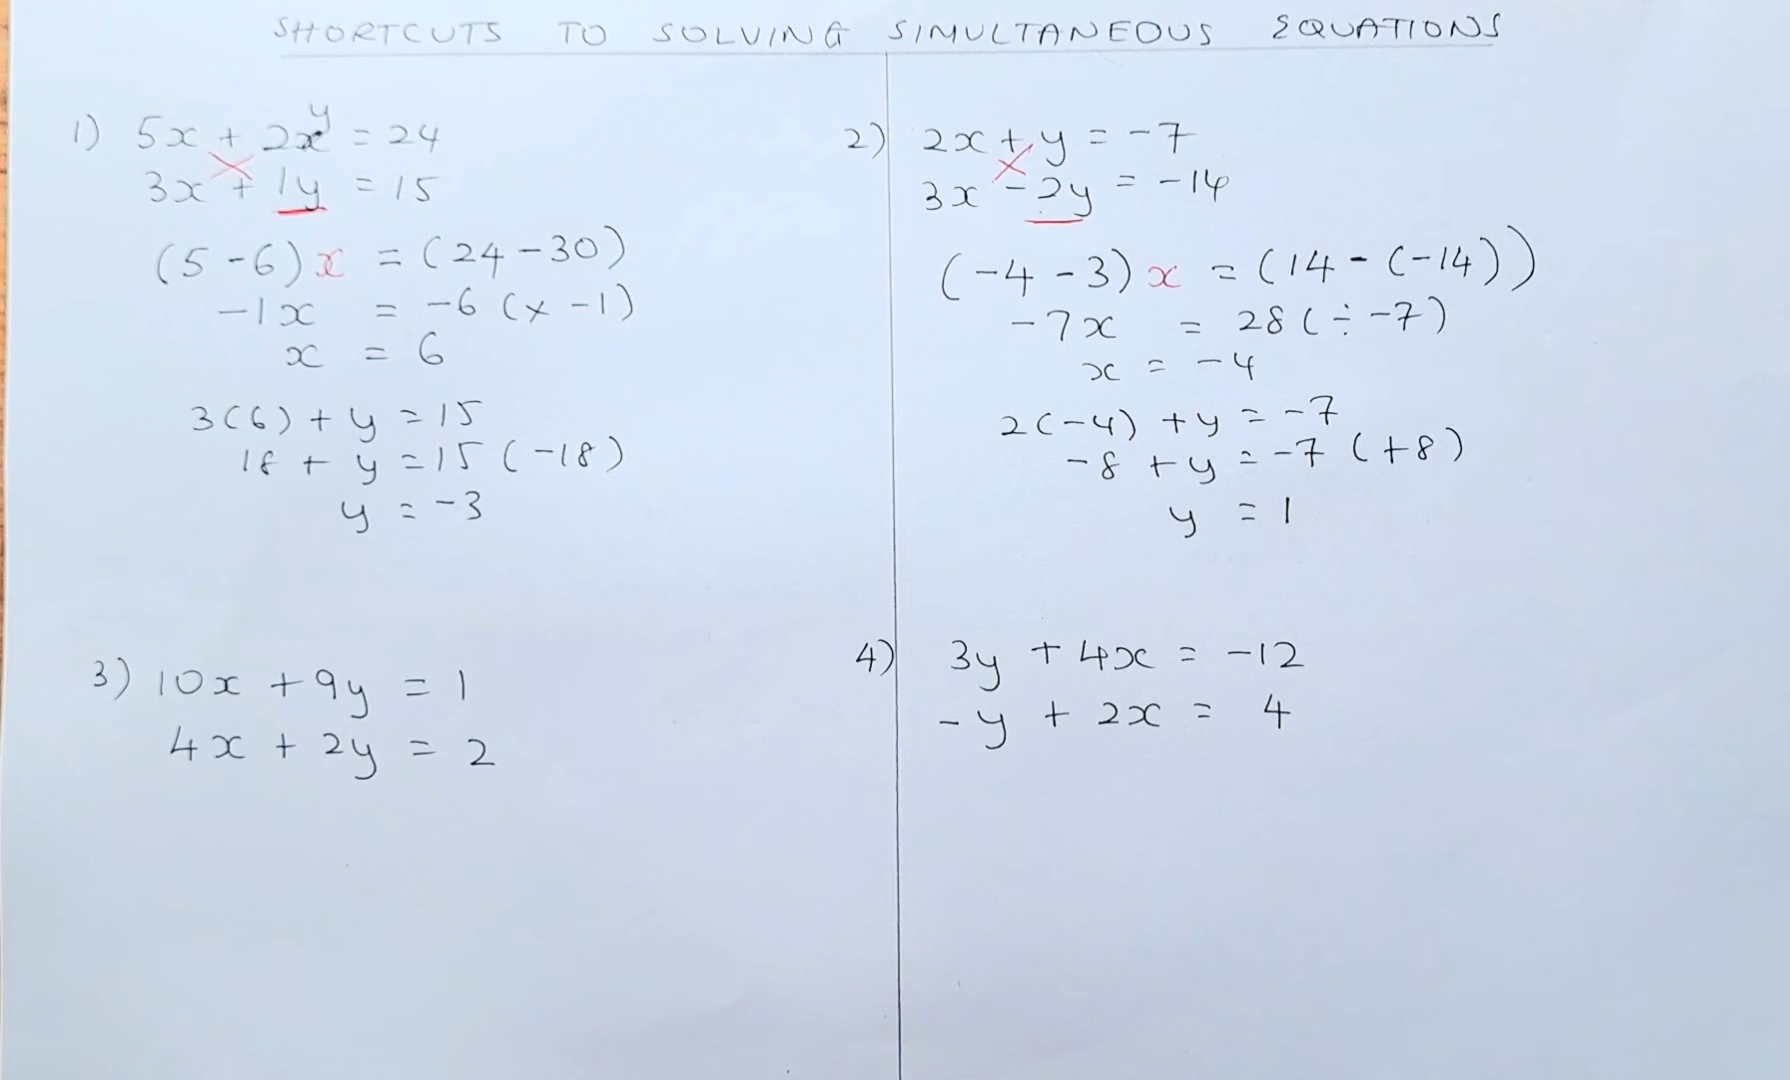 SHORTCUTS TO SOLVING SIMULTANEOUS EQUATIONS
1) 5x + 2y = 24
3x + 1y = 15
(5 - 6)x = (24 - 30)
-1x = -6 (x -1)
x = 6
3(6) + y = 15
18 + y = 15 (-18)
y = -3
2) 2x + y = -7
3x - 2y = -14
(-4 - 3)x = (14 - (-14))
-7x = 28 (÷ -7)
x = -4
2(-4) + y = -7
-8 + y = -7 (+8)
y = 1
3) 10x + 9y = 1
4x + 2y = 2
4) 3y + 4x = -12
-y + 2x = 4